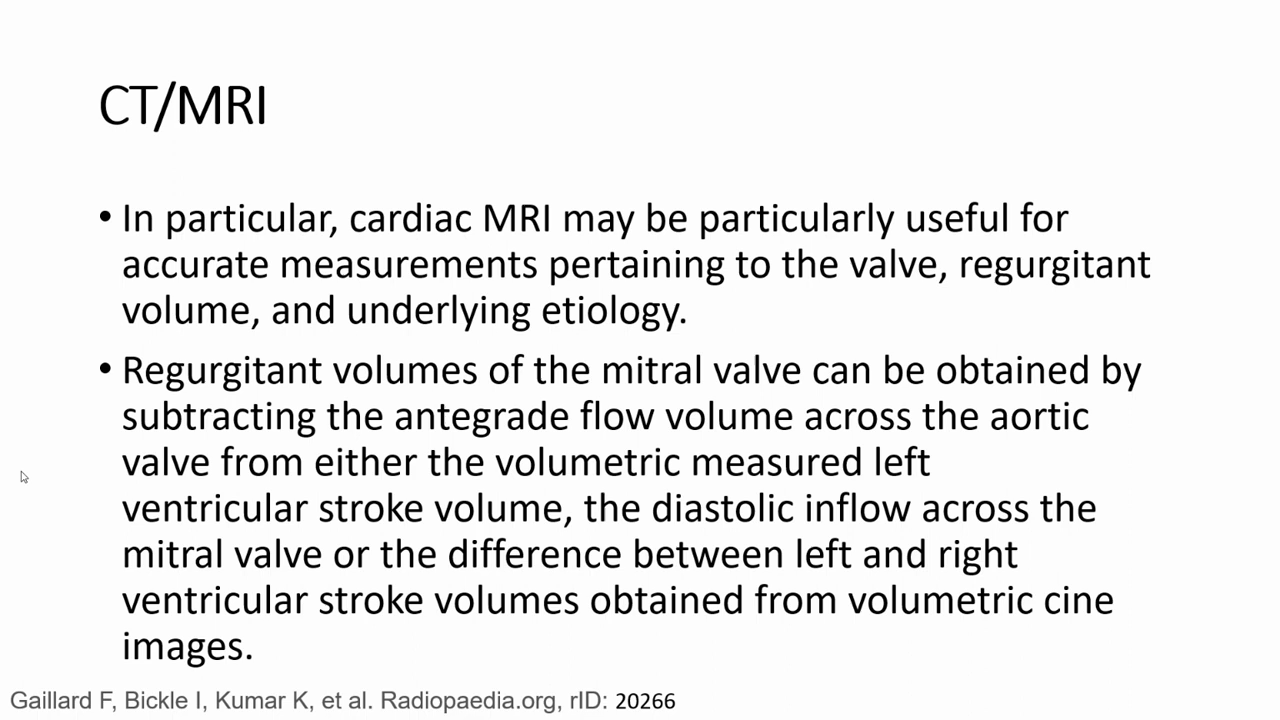 CT/MRI
• In particular, cardiac MRI may be particularly useful for
accurate measurements pertaining to the valve, regurgitant
volume, and underlying etiology.
• Regurgitant volumes of the mitral valve can be obtained by
subtracting the antegrade flow volume across the aortic
valve from either the volumetric measured left
ventricular stroke volume, the diastolic inflow across the
mitral valve or the difference between left and right
ventricular stroke volumes obtained from volumetric cine
images.
Gaillard F, Bickle I, Kumar K, et al. Radiopaedia.org, rID: 20266